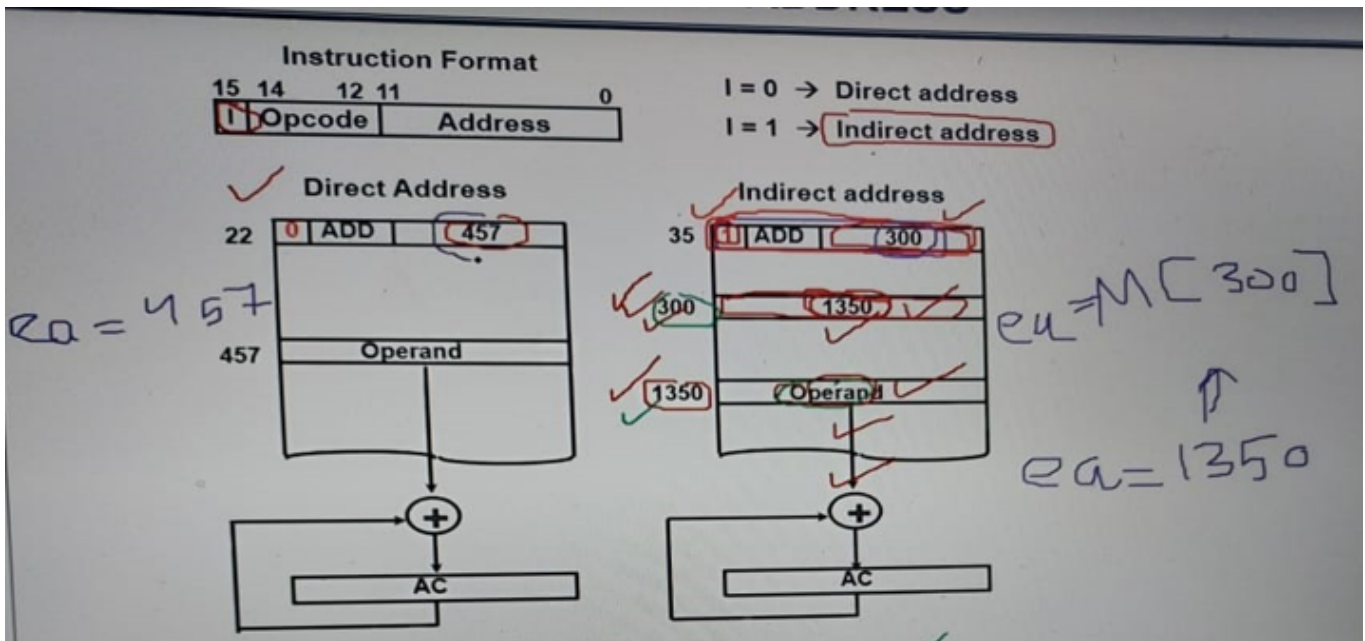 Instruction Format
15 14 12 11 0
I Opcode Address
I = 0 → Direct address
I = 1 → Indirect address
Direct Address
22 0 ADD 457
457 Operand
AC
ea = 457
Indirect address
35 1 ADD 300
300 1350
1350 Operand
AC
ea = M[300]
ea = 1350